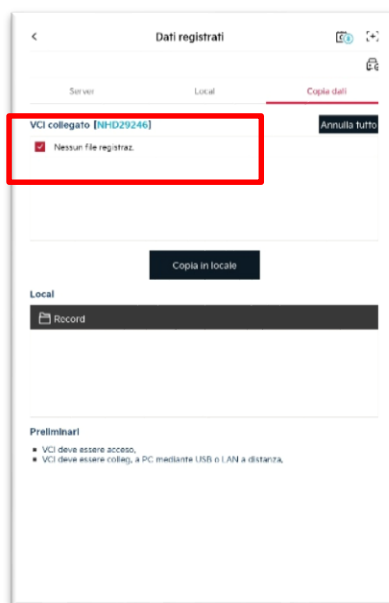 Dati registrati
Server Local Copia dati
VCI collegato [NHD29246] Annulla tutto
Nessun file registraz.
Copia in locale
Local
Record
Preliminari
VCI deve essere acceso,
VCI deve essere colleg, a PC mediante USB o LAN a distanza,